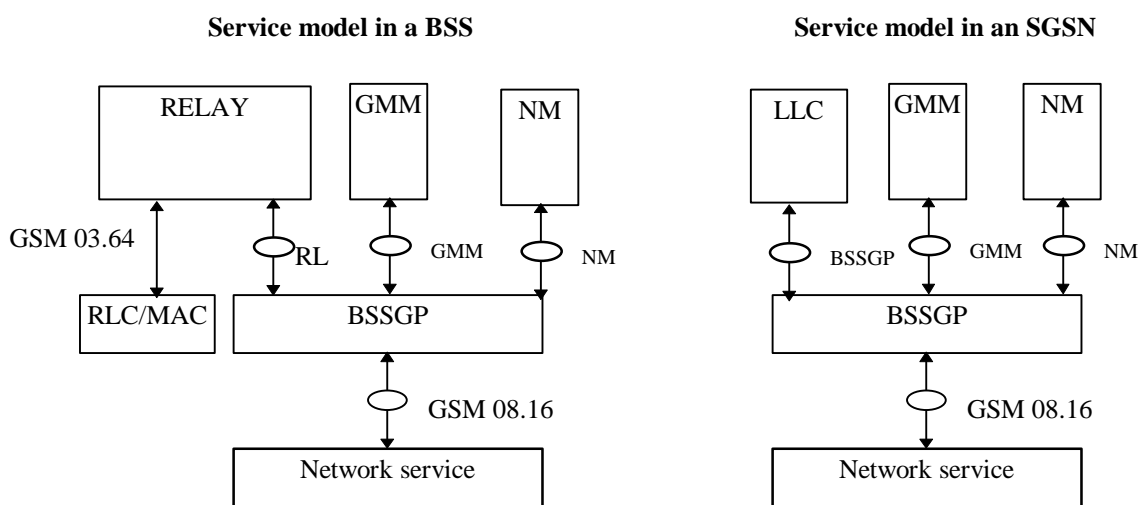 Service model in a BSS
Service model in an SGSN
RELAY
GMM
NM
LLC
GMM
NM
GSM 03.64
RL
GMM
NM
BSSGP
GMM
NM
RLC/MAC
BSSGP
BSSGP
GSM 08.16
GSM 08.16
Network service
Network service